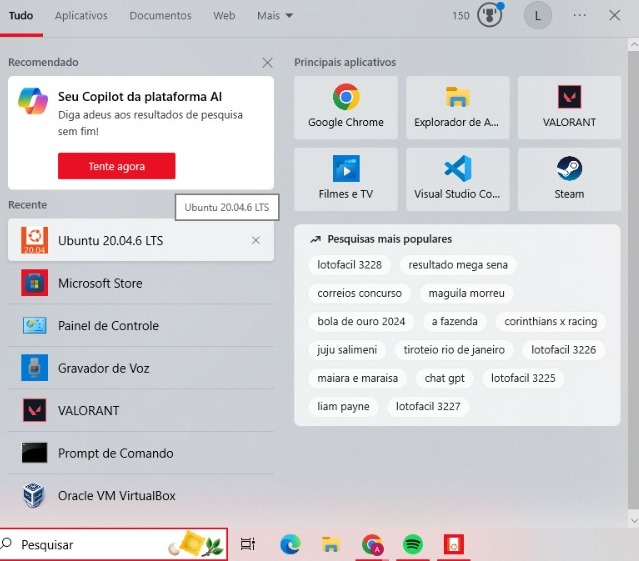 Tudo
Aplicativos
Documentos
Web
Mais
150
L
Recomendado
Seu Copilot da plataforma AI
Diga adeus aos resultados de pesquisa
sem fim!
Tente agora
Recente
Ubuntu 20.04.6 LTS
20.04
Ubuntu 20.04.6 LTS
Microsoft Store
Painel de Controle
Gravador de Voz
VALORANT
Prompt de Comando
Oracle VM VirtualBox
Principais aplicativos
Google Chrome
Explorador de A...
VALORANT
Filmes e TV
Visual Studio Co...
Steam
Pesquisas mais populares
lotofacil 3228
resultado mega sena
correios concurso
maguila morreu
bola de ouro 2024
a fazenda
corinthians x racing
juju salimeni
tiroteio rio de janeiro
lotofacil 3226
maiara e maraisa
chat gpt
lotofacil 3225
liam payne
lotofacil 3227
Pesquisar
A